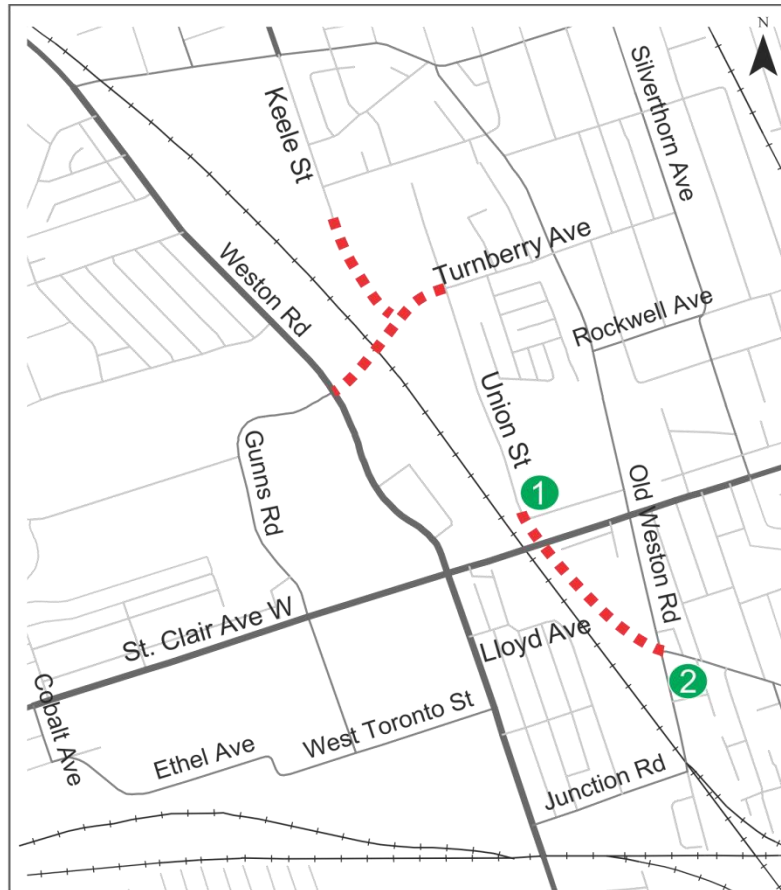 N
Keele St
Silverthorn Ave
Turnberry Ave
Weston Rd
Rockwell Ave
Union St
Gunns Rd
1
Old Weston Rd
St. Clair Ave W
Lloyd Ave
2
Cobalt Ave
West Toronto St
Ethel Ave
Junction Rd